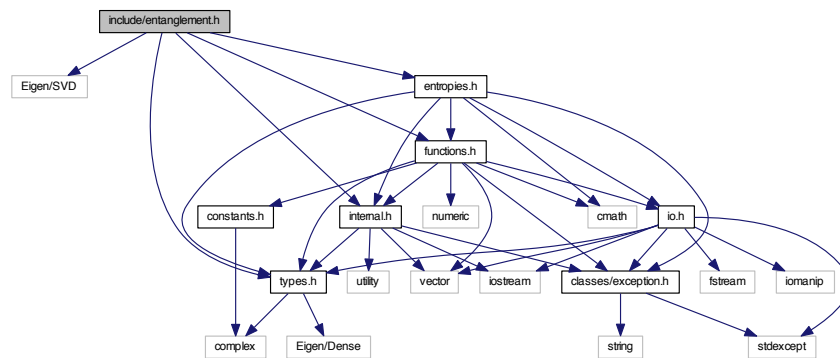 include/entanglement.h
Eigen/SVD
entropies.h
functions.h
constants.h
internal.h
numeric
cmath
io.h
types.h
utility
vector
iostream
classes/exception.h
fstream
iomanip
complex
Eigen/Dense
string
stdexcept